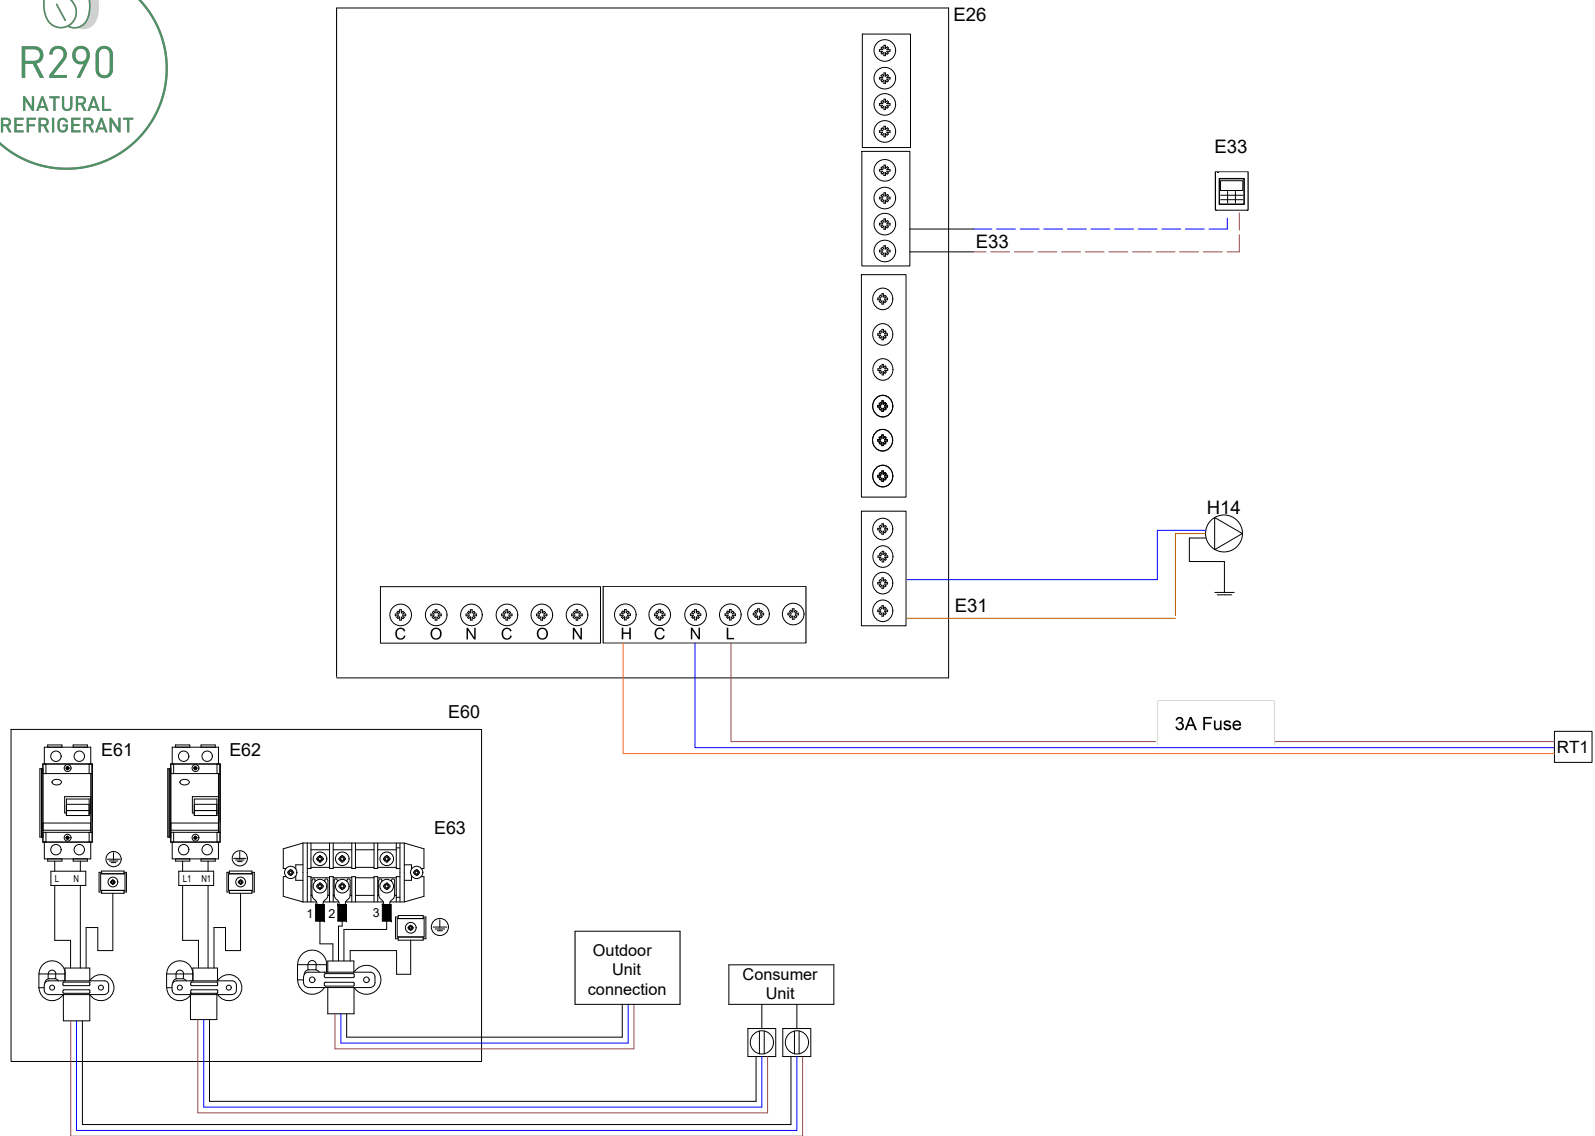 R290
NATURAL
REFRIGERANT
E26
E33
E33
H14
E31
C O N C O N H C N L
3A Fuse
RT1
E60
E61
E62
E63
L N
L1 N1
1 2 3
Outdoor
Unit
connection
Consumer
Unit